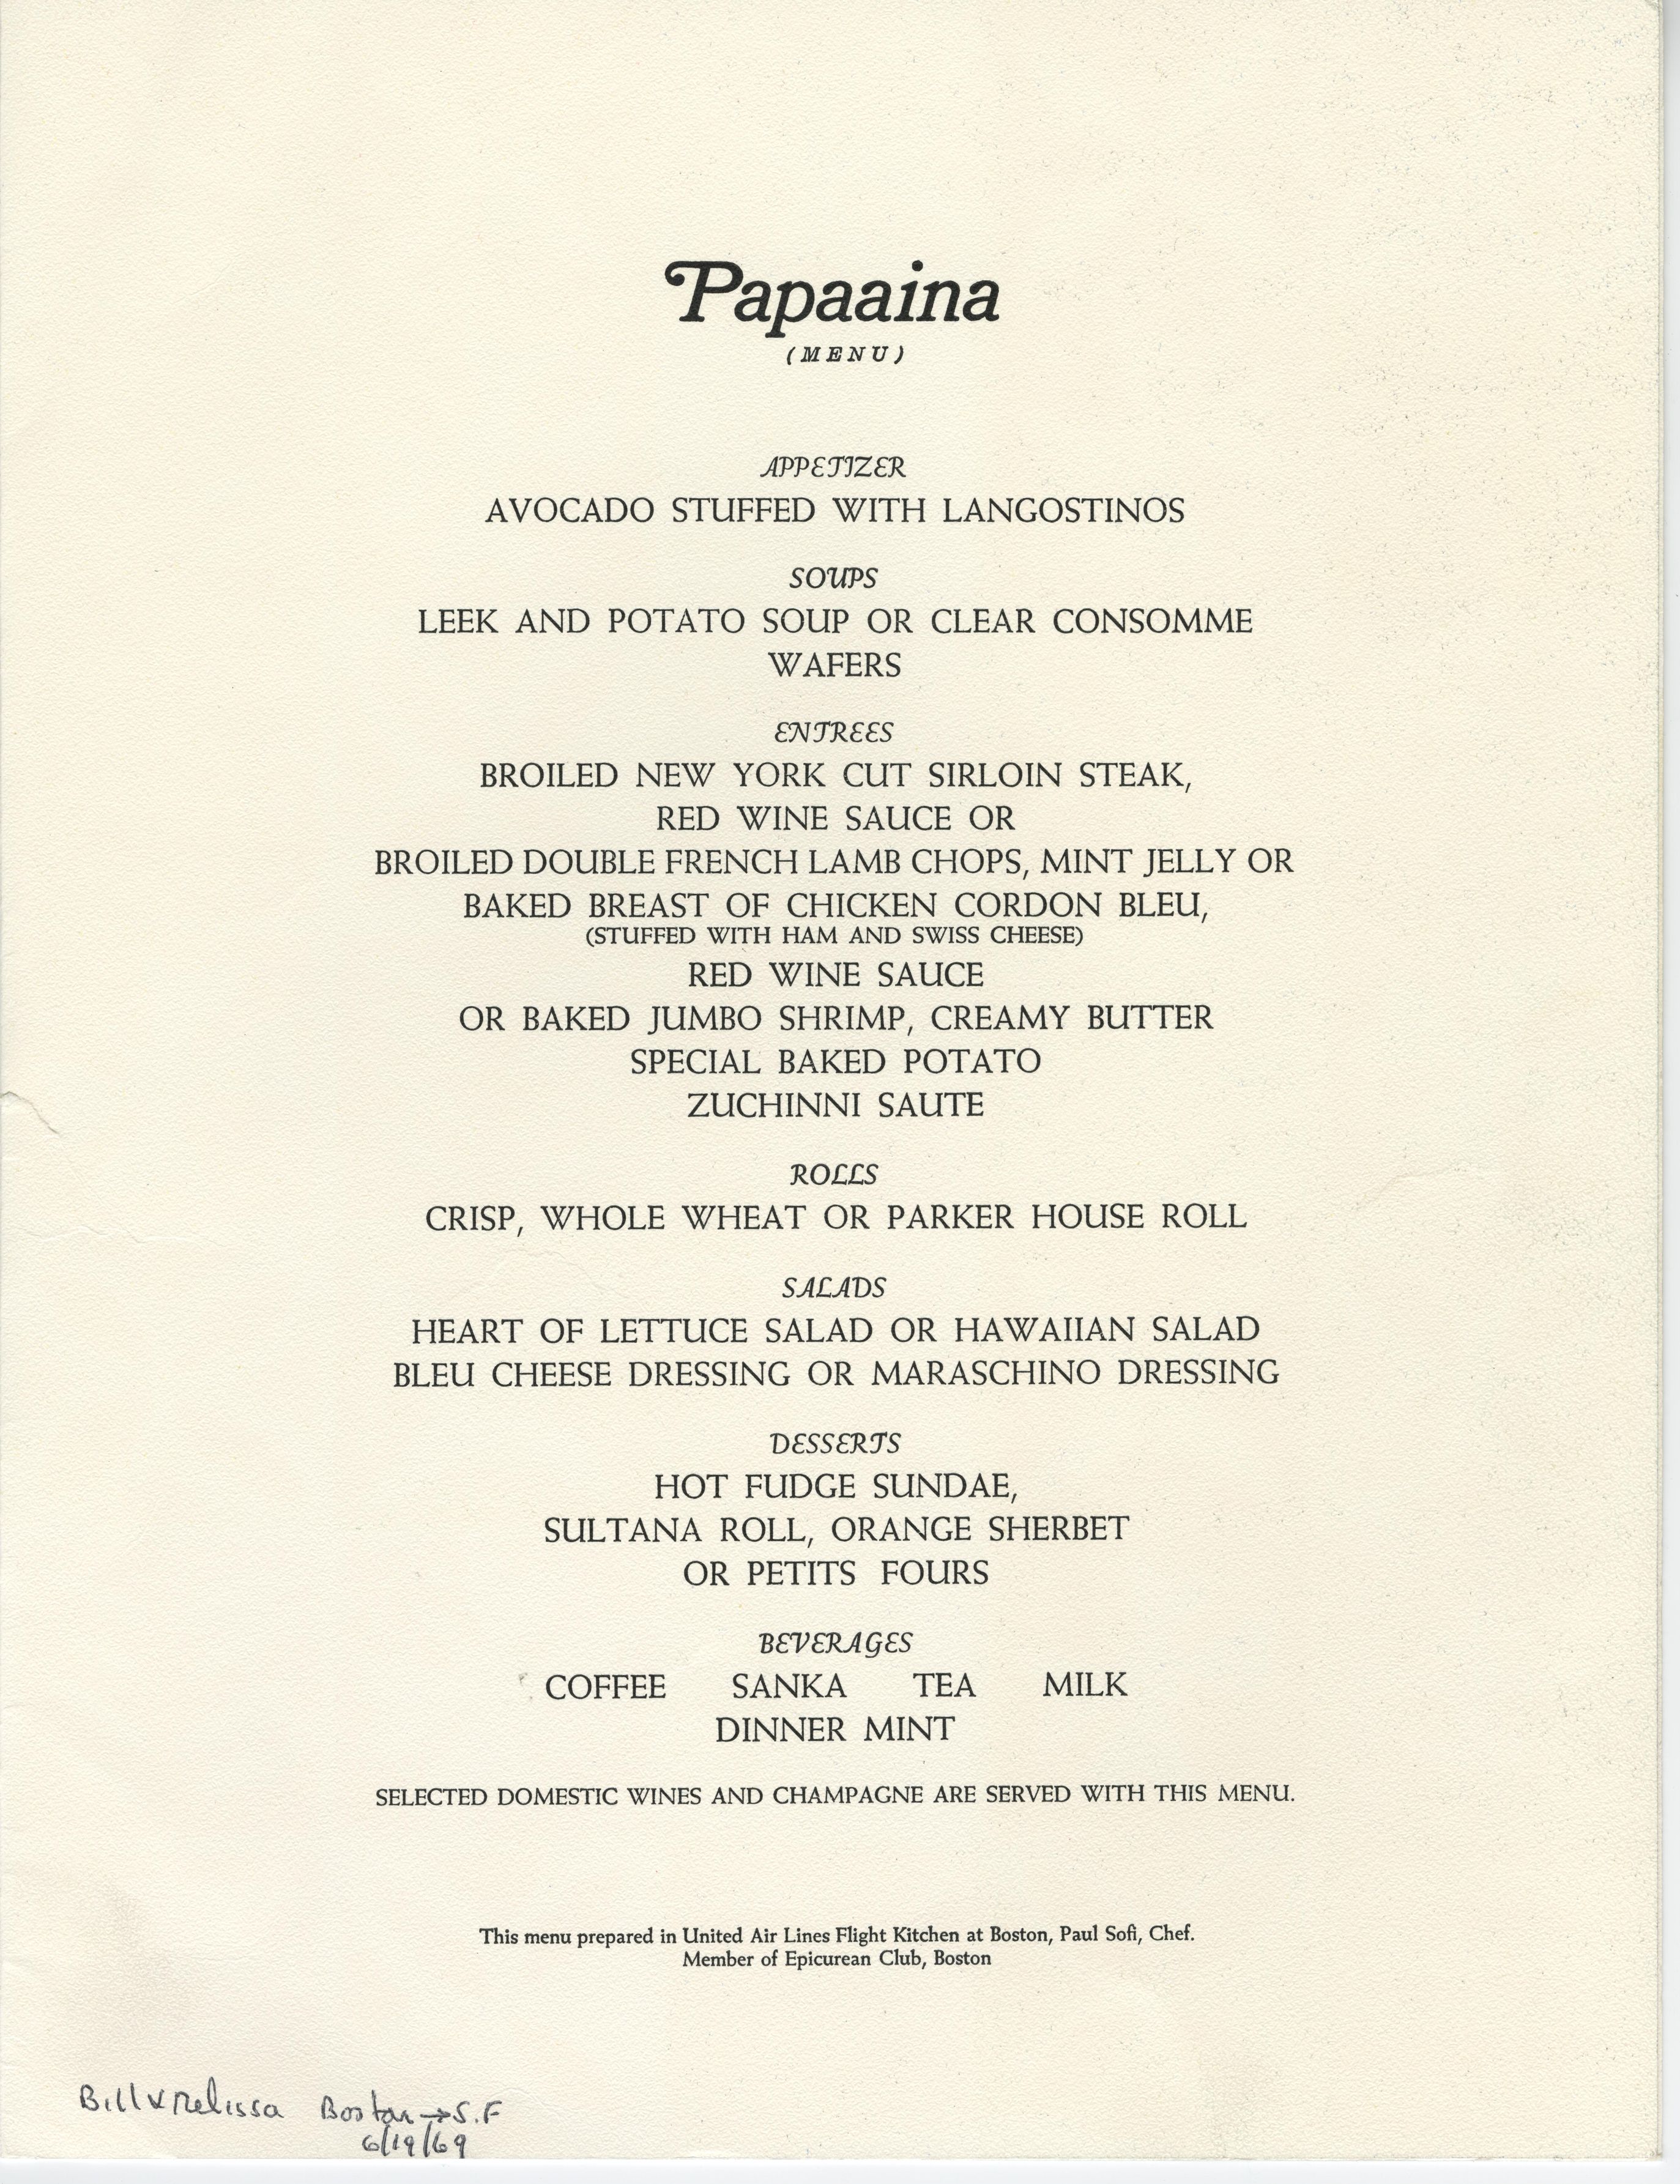 Papaaina
(MENU)
APPETIZER
AVOCADO STUFFED WITH LANGOSTINOS
SOUPS
LEEK AND POTATO SOUP OR CLEAR CONSOMME
WAFERS
ENTREES
BROILED NEW YORK CUT SIRLOIN STEAK,
RED WINE SAUCE OR
BROILED DOUBLE FRENCH LAMB CHOPS, MINT JELLY OR
BAKED BREAST OF CHICKEN CORDON BLEU,
(STUFFED WITH HAM AND SWISS CHEESE)
RED WINE SAUCE
OR BAKED JUMBO SHRIMP, CREAMY BUTTER
SPECIAL BAKED POTATO
ZUCHINNI SAUTE
ROLLS
CRISP, WHOLE WHEAT OR PARKER HOUSE ROLL
SALADS
HEART OF LETTUCE SALAD OR HAWAIIAN SALAD
BLEU CHEESE DRESSING OR MARASCHINO DRESSING
DESSERTS
HOT FUDGE SUNDAE,
SULTANA ROLL, ORANGE SHERBET
OR PETITS FOURS
BEVERAGES
COFFEE SANKA TEA MILK
DINNER MINT
SELECTED DOMESTIC WINES AND CHAMPAGNE ARE SERVED WITH THIS MENU.
This menu prepared in United Air Lines Flight Kitchen at Boston, Paul Sofi, Chef.
Member of Epicurean Club, Boston
Bill & Melissa Boston → S.F
6/19/69